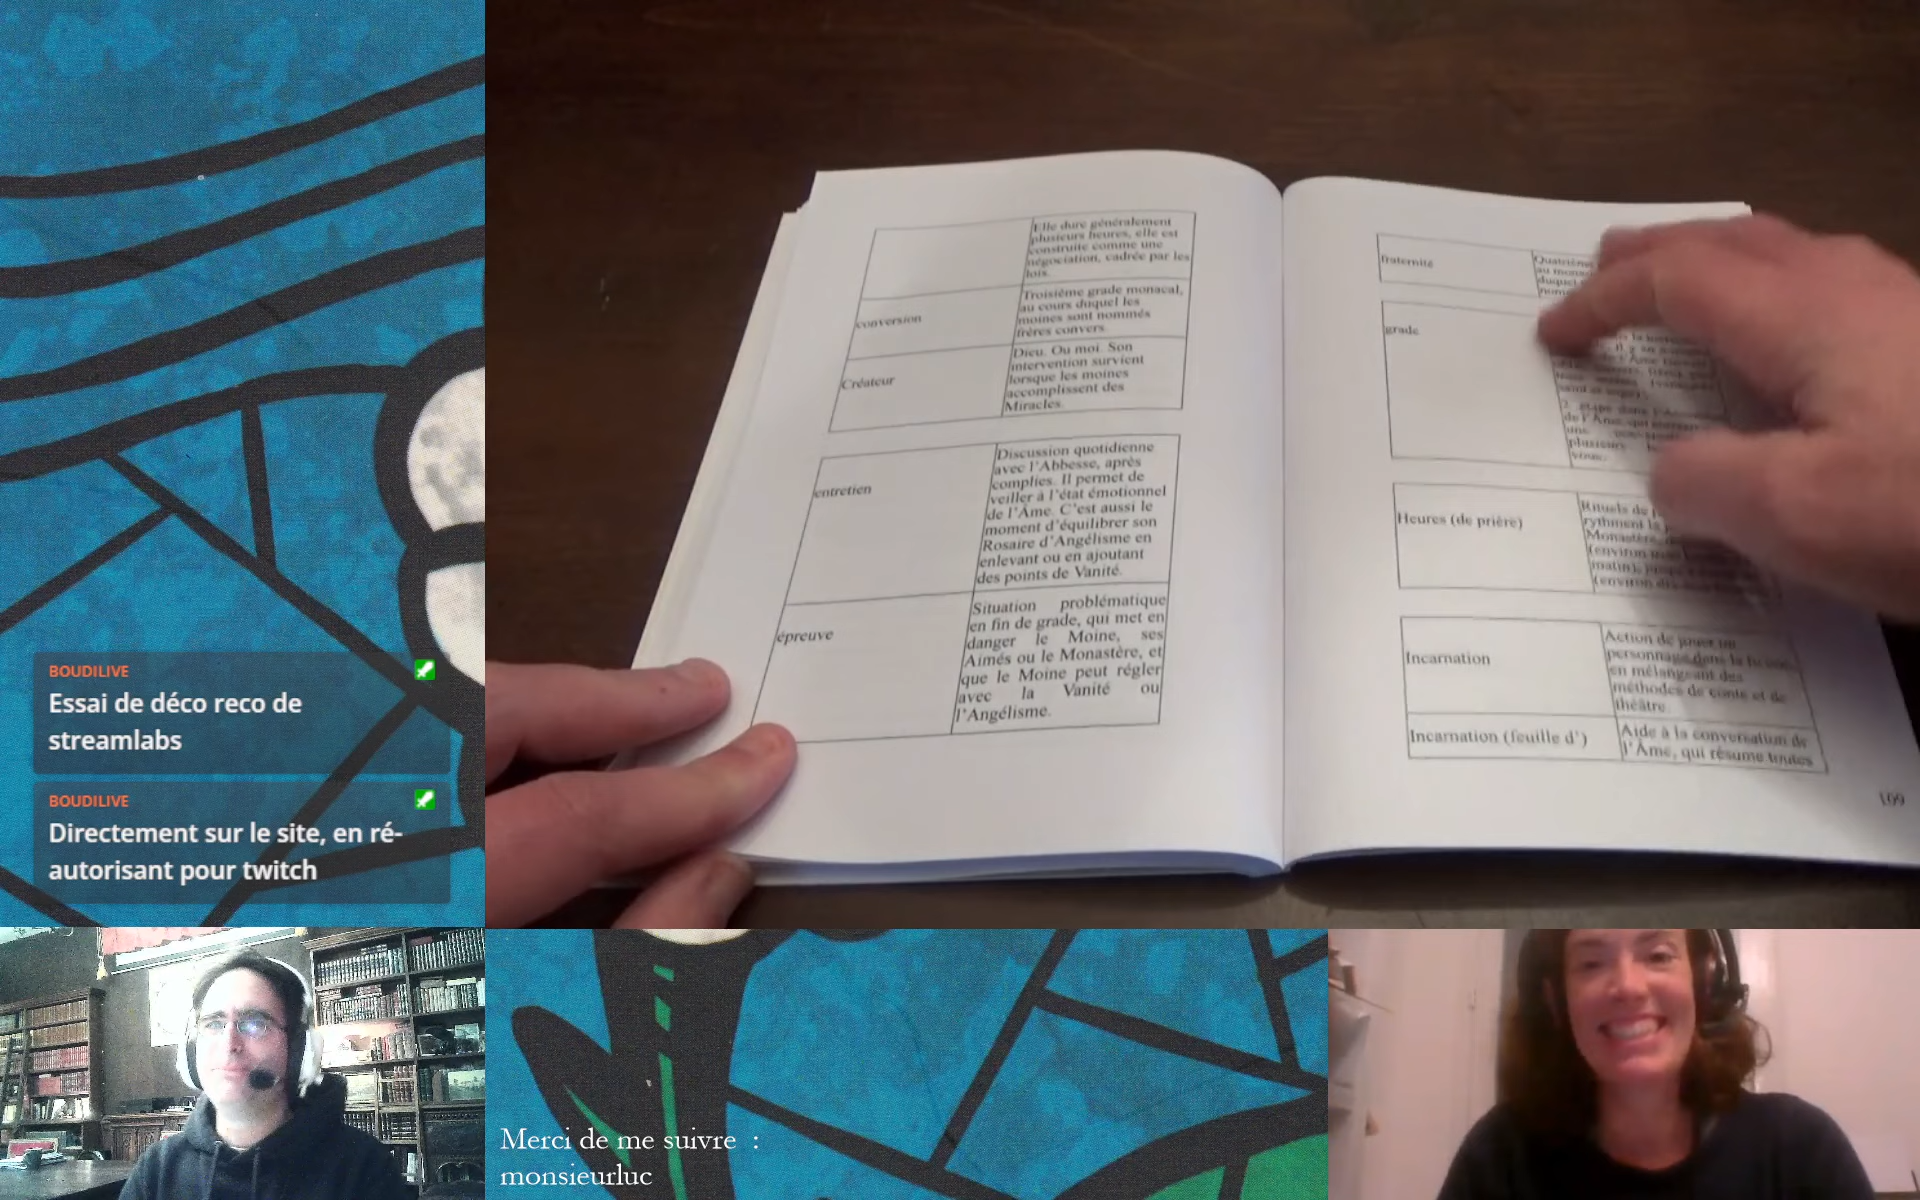 BOUDILIVE
Essai de déco reco de
streamlabs
BOUDILIVE
Directement sur le site, en ré-
autorisant pour twitch
Elle dure généralement
plusieurs heures, elle est
construite comme une
négociation, cadrée par les
lois.
conversion
Troisième grade monacal,
au cours duquel les
moines sont nommés
frères convers.
Créateur
Dieu. Ou moi. Son
intervention survient
lorsque les moines
accomplissent des
Miracles.
entretien
Discussion quotidienne
avec l'Abbesse, après
complies. Il permet de
veiller à l'état émotionnel
de l'Âme. C'est aussi le
moment d'équilibrer son
Rosaire d'Angélisme en
enlevant ou en ajoutant
des points de Vanité.
épreuve
Situation problématique
en fin de grade, qui met en
danger le Moine, ses
Aimés ou le Monastère, et
que le Moine peut régler
avec la Vanité ou
l'Angélisme.
fraternité
grade
Heures (de prière)
Rituels de
rythment la
Monastère,
(environ
matin),
(environ
Incarnation
Action de jouer un
personnage dans la fiction,
en mélangeant des
méthodes de conte et de
théâtre.
Incarnation (feuille d')
Aide à la conversation de
l'Âme, qui résume toutes
109
Merci de me suivre :
monsieurluc